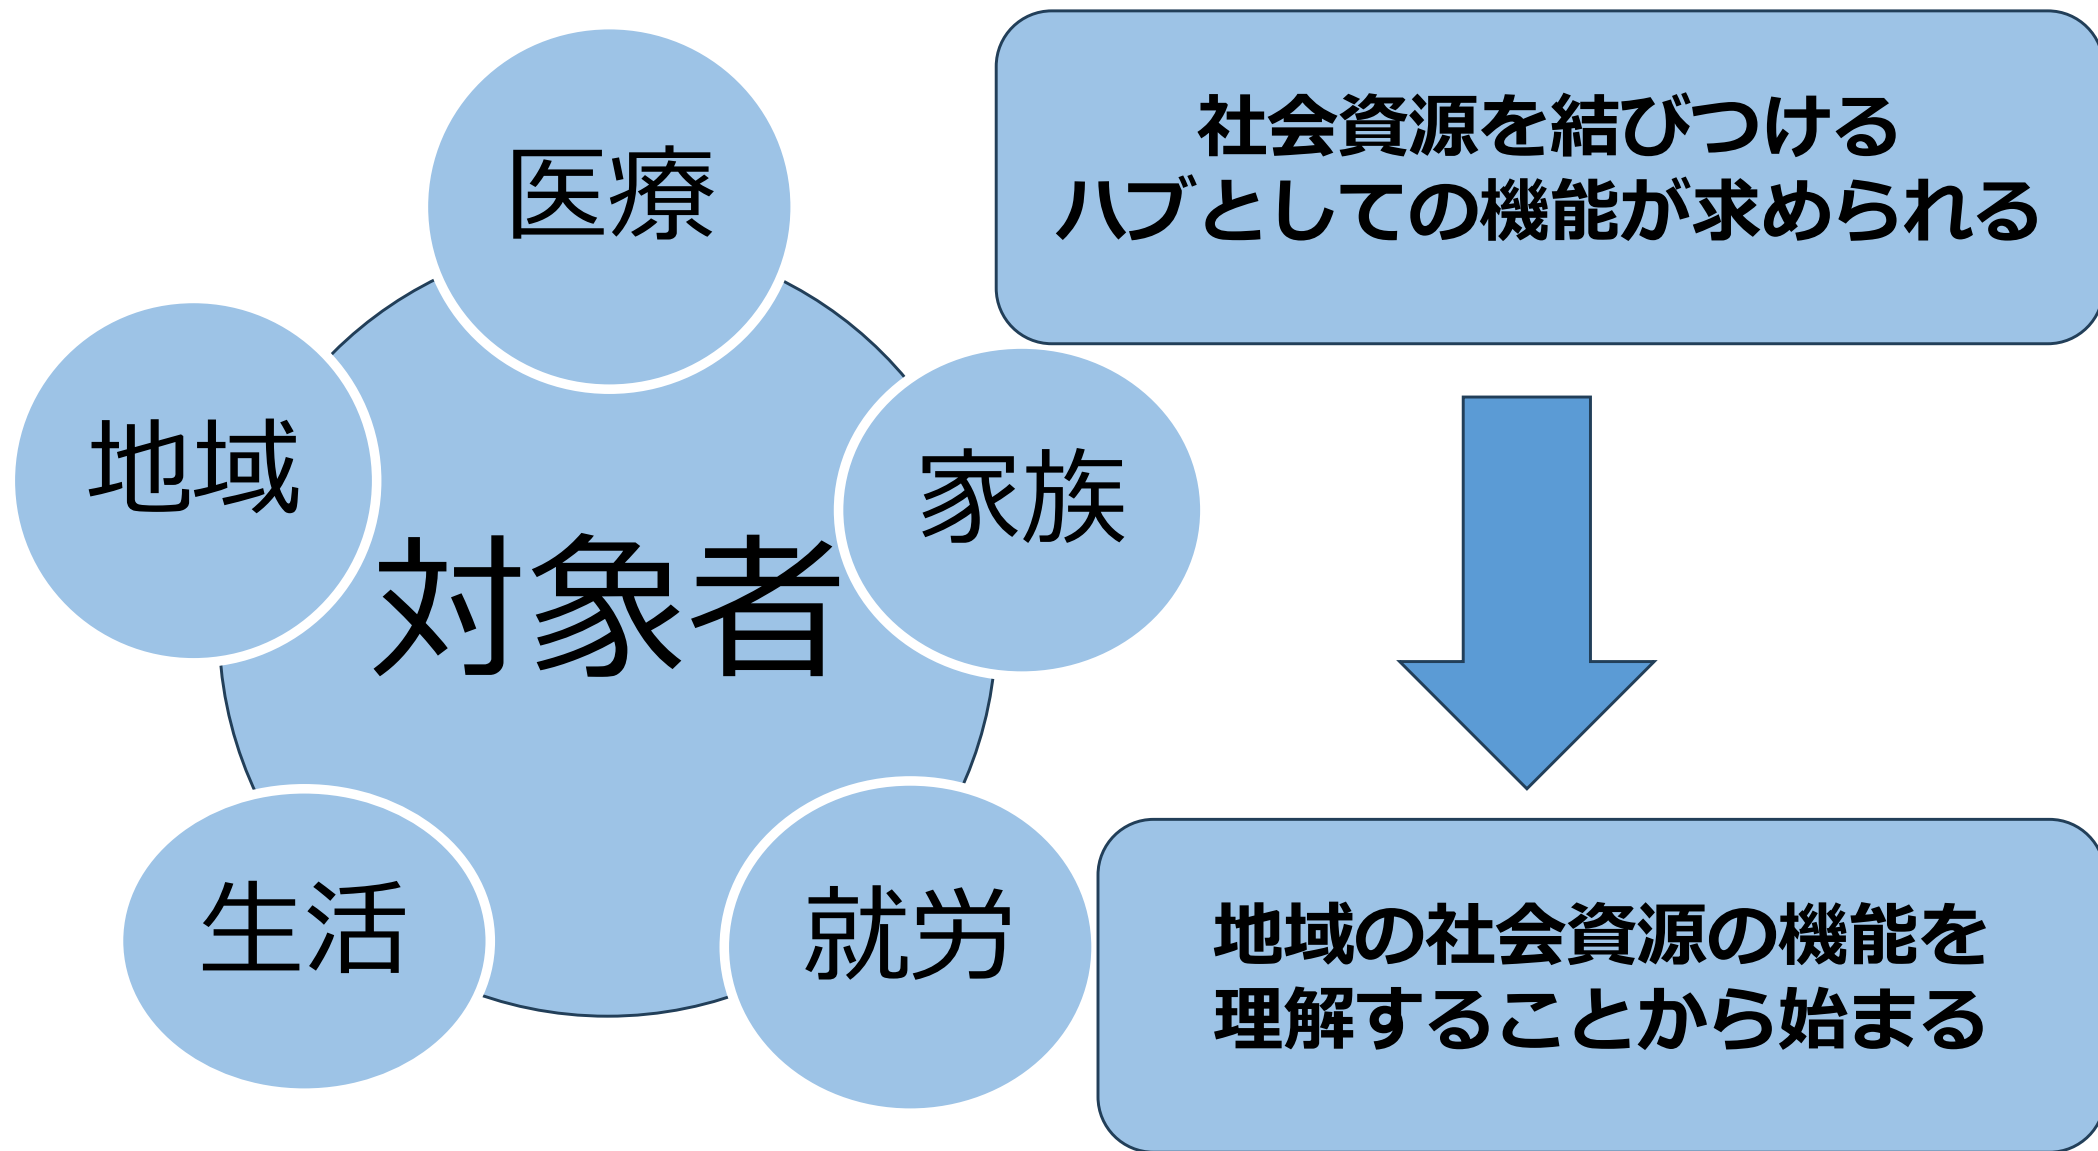 医療
地域
家族
対象者
生活
就労
社会資源を結びつける
ハブとしての機能が求められる
地域の社会資源の機能を
理解することから始まる